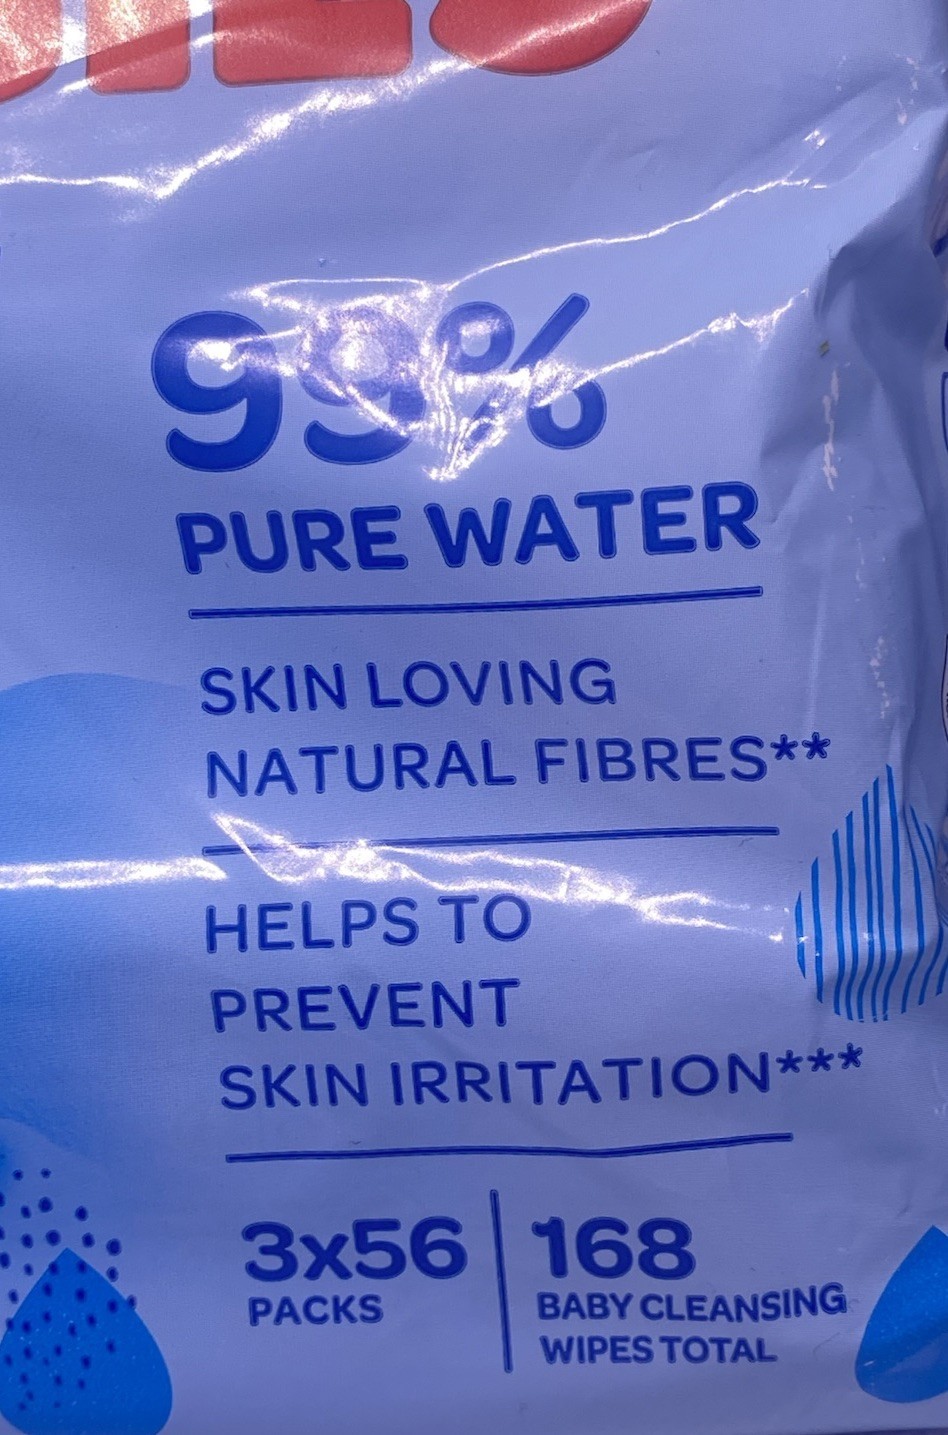 99%
PURE WATER
SKIN LOVING
NATURAL FIBRES**
HELPS TO
PREVENT
SKIN IRRITATION***
3x56
PACKS
168
BABY CLEANSING
WIPES TOTAL